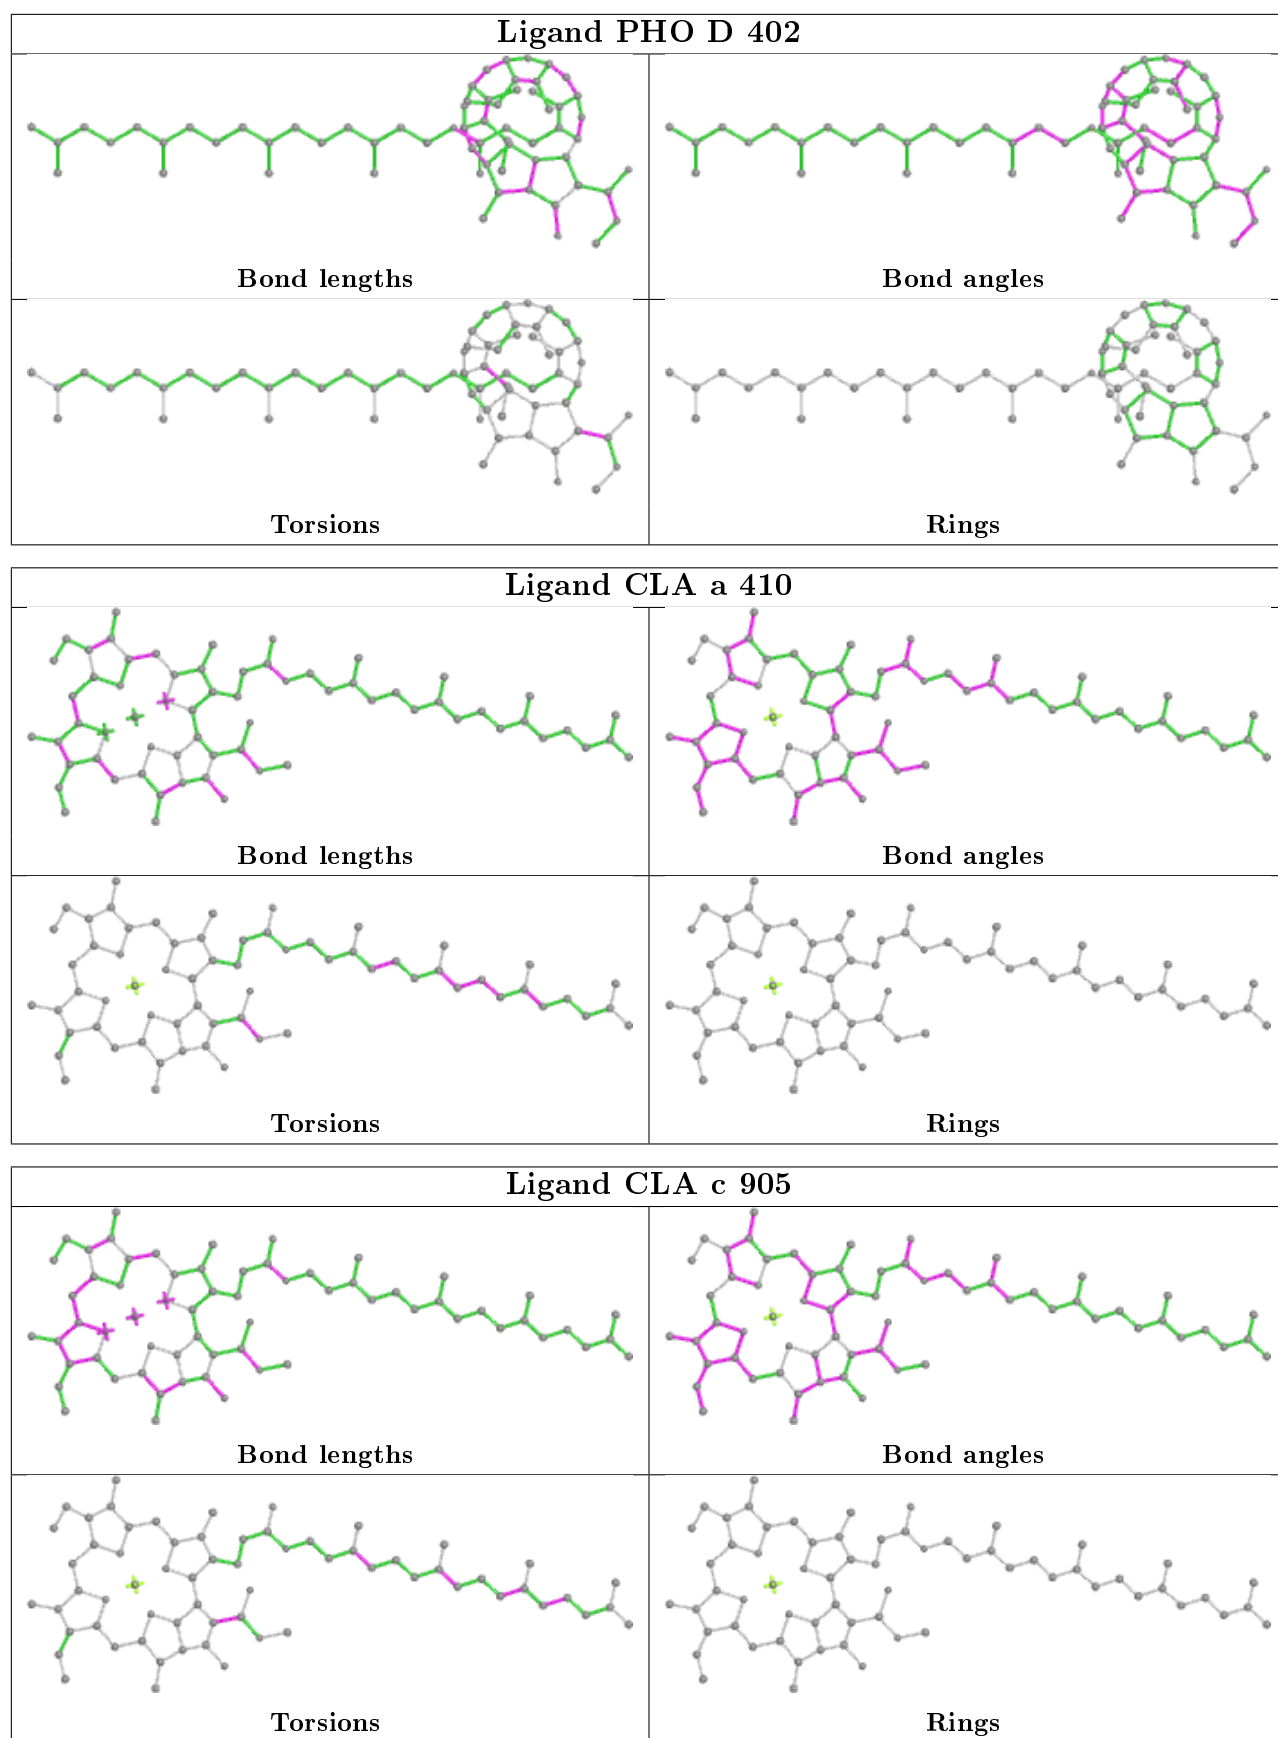 Ligand PHO D 402
Bond lengths
Bond angles
Torsions
Rings
Ligand CLA a 410
Bond lengths
Bond angles
Torsions
Rings
Ligand CLA c 905
Bond lengths
Bond angles
Torsions
Rings